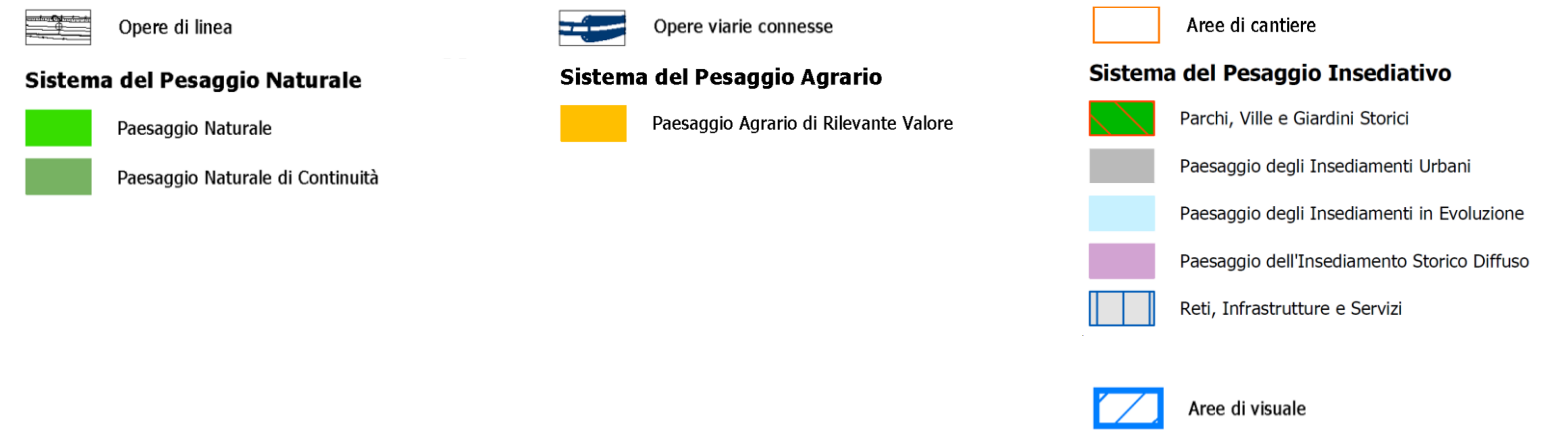 Opere di linea
Opere viarie connesse
Aree di cantiere
Sistema del Pesaggio Naturale
Paesaggio Naturale
Paesaggio Naturale di Continuità
Sistema del Pesaggio Agrario
Paesaggio Agrario di Rilevante Valore
Sistema del Pesaggio Insediativo
Parchi, Ville e Giardini Storici
Paesaggio degli Insediamenti Urbani
Paesaggio degli Insediamenti in Evoluzione
Paesaggio dell'Insediamento Storico Diffuso
Reti, Infrastrutture e Servizi
Aree di visuale